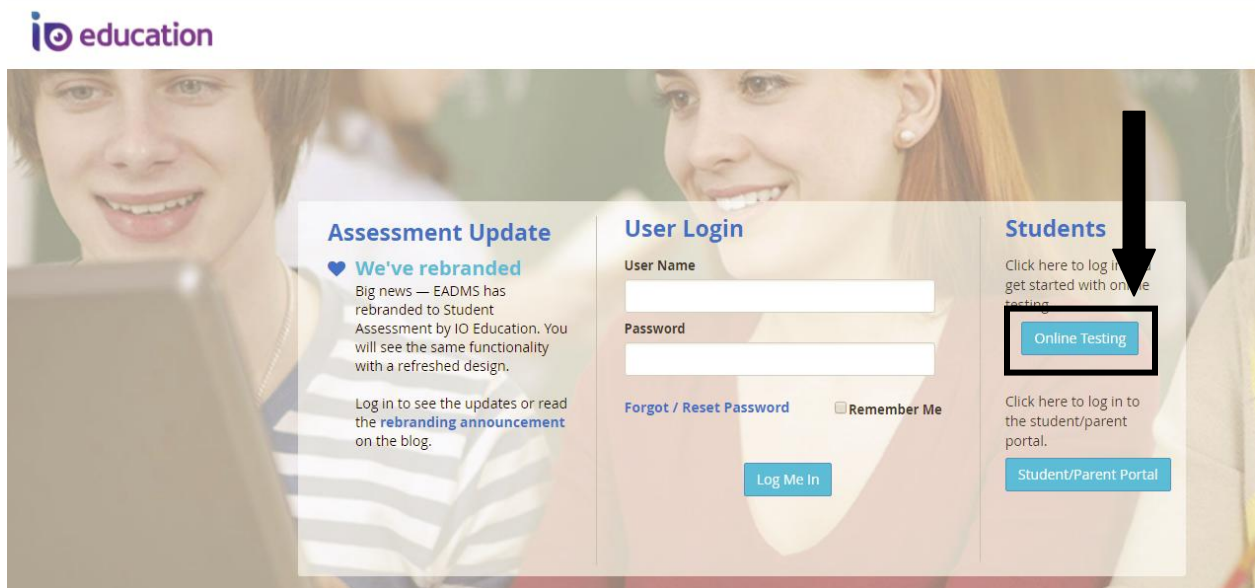 io education
Assessment Update
We've rebranded
Big news — EADMS has
rebranded to Student
Assessment by IO Education. You
will see the same functionality
with a refreshed design.
Log in to see the updates or read
the rebranding announcement
on the blog.
User Login
User Name
Password
Forgot / Reset Password
Remember Me
Log Me In
Students
Click here to log in
get started with online
testing
Online Testing
Click here to log in to
the student/parent
portal.
Student/Parent Portal